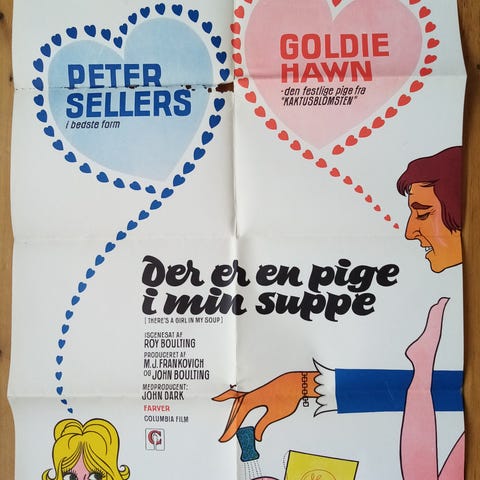 PETER
SELLERS
i bedste form
GOLDIE
HAWN
-den festlige pige fra
"KAKTUSBLOMSTEN"
Der er en pige
i min suppe
[THERE'S A GIRL IN MY SOUP]
ISCENESAT AF
ROY BOULTING
PRODUCERET AF
M.J. FRANKOVICH
OG JOHN BOULTING
MEDPRODUCENT:
JOHN DARK
FARVER
COLUMBIA FILM